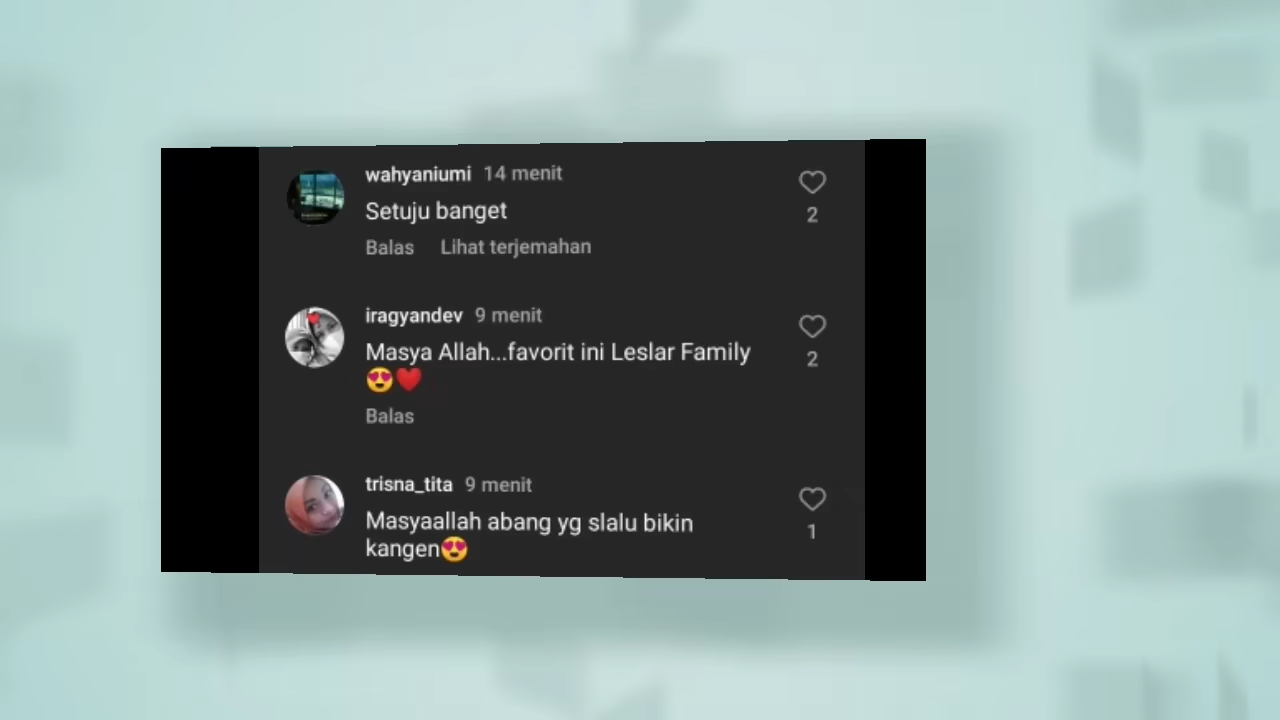 wahyaniumi 14 menit
Setuju banget
2
Balas Lihat terjemahan
iragyandev 9 menit
Masya Allah...favorit ini Leslar Family
😍❤️
2
Balas
trisna_tita 9 menit
Masyaallah abang yg slalu bikin
kangen😍
1